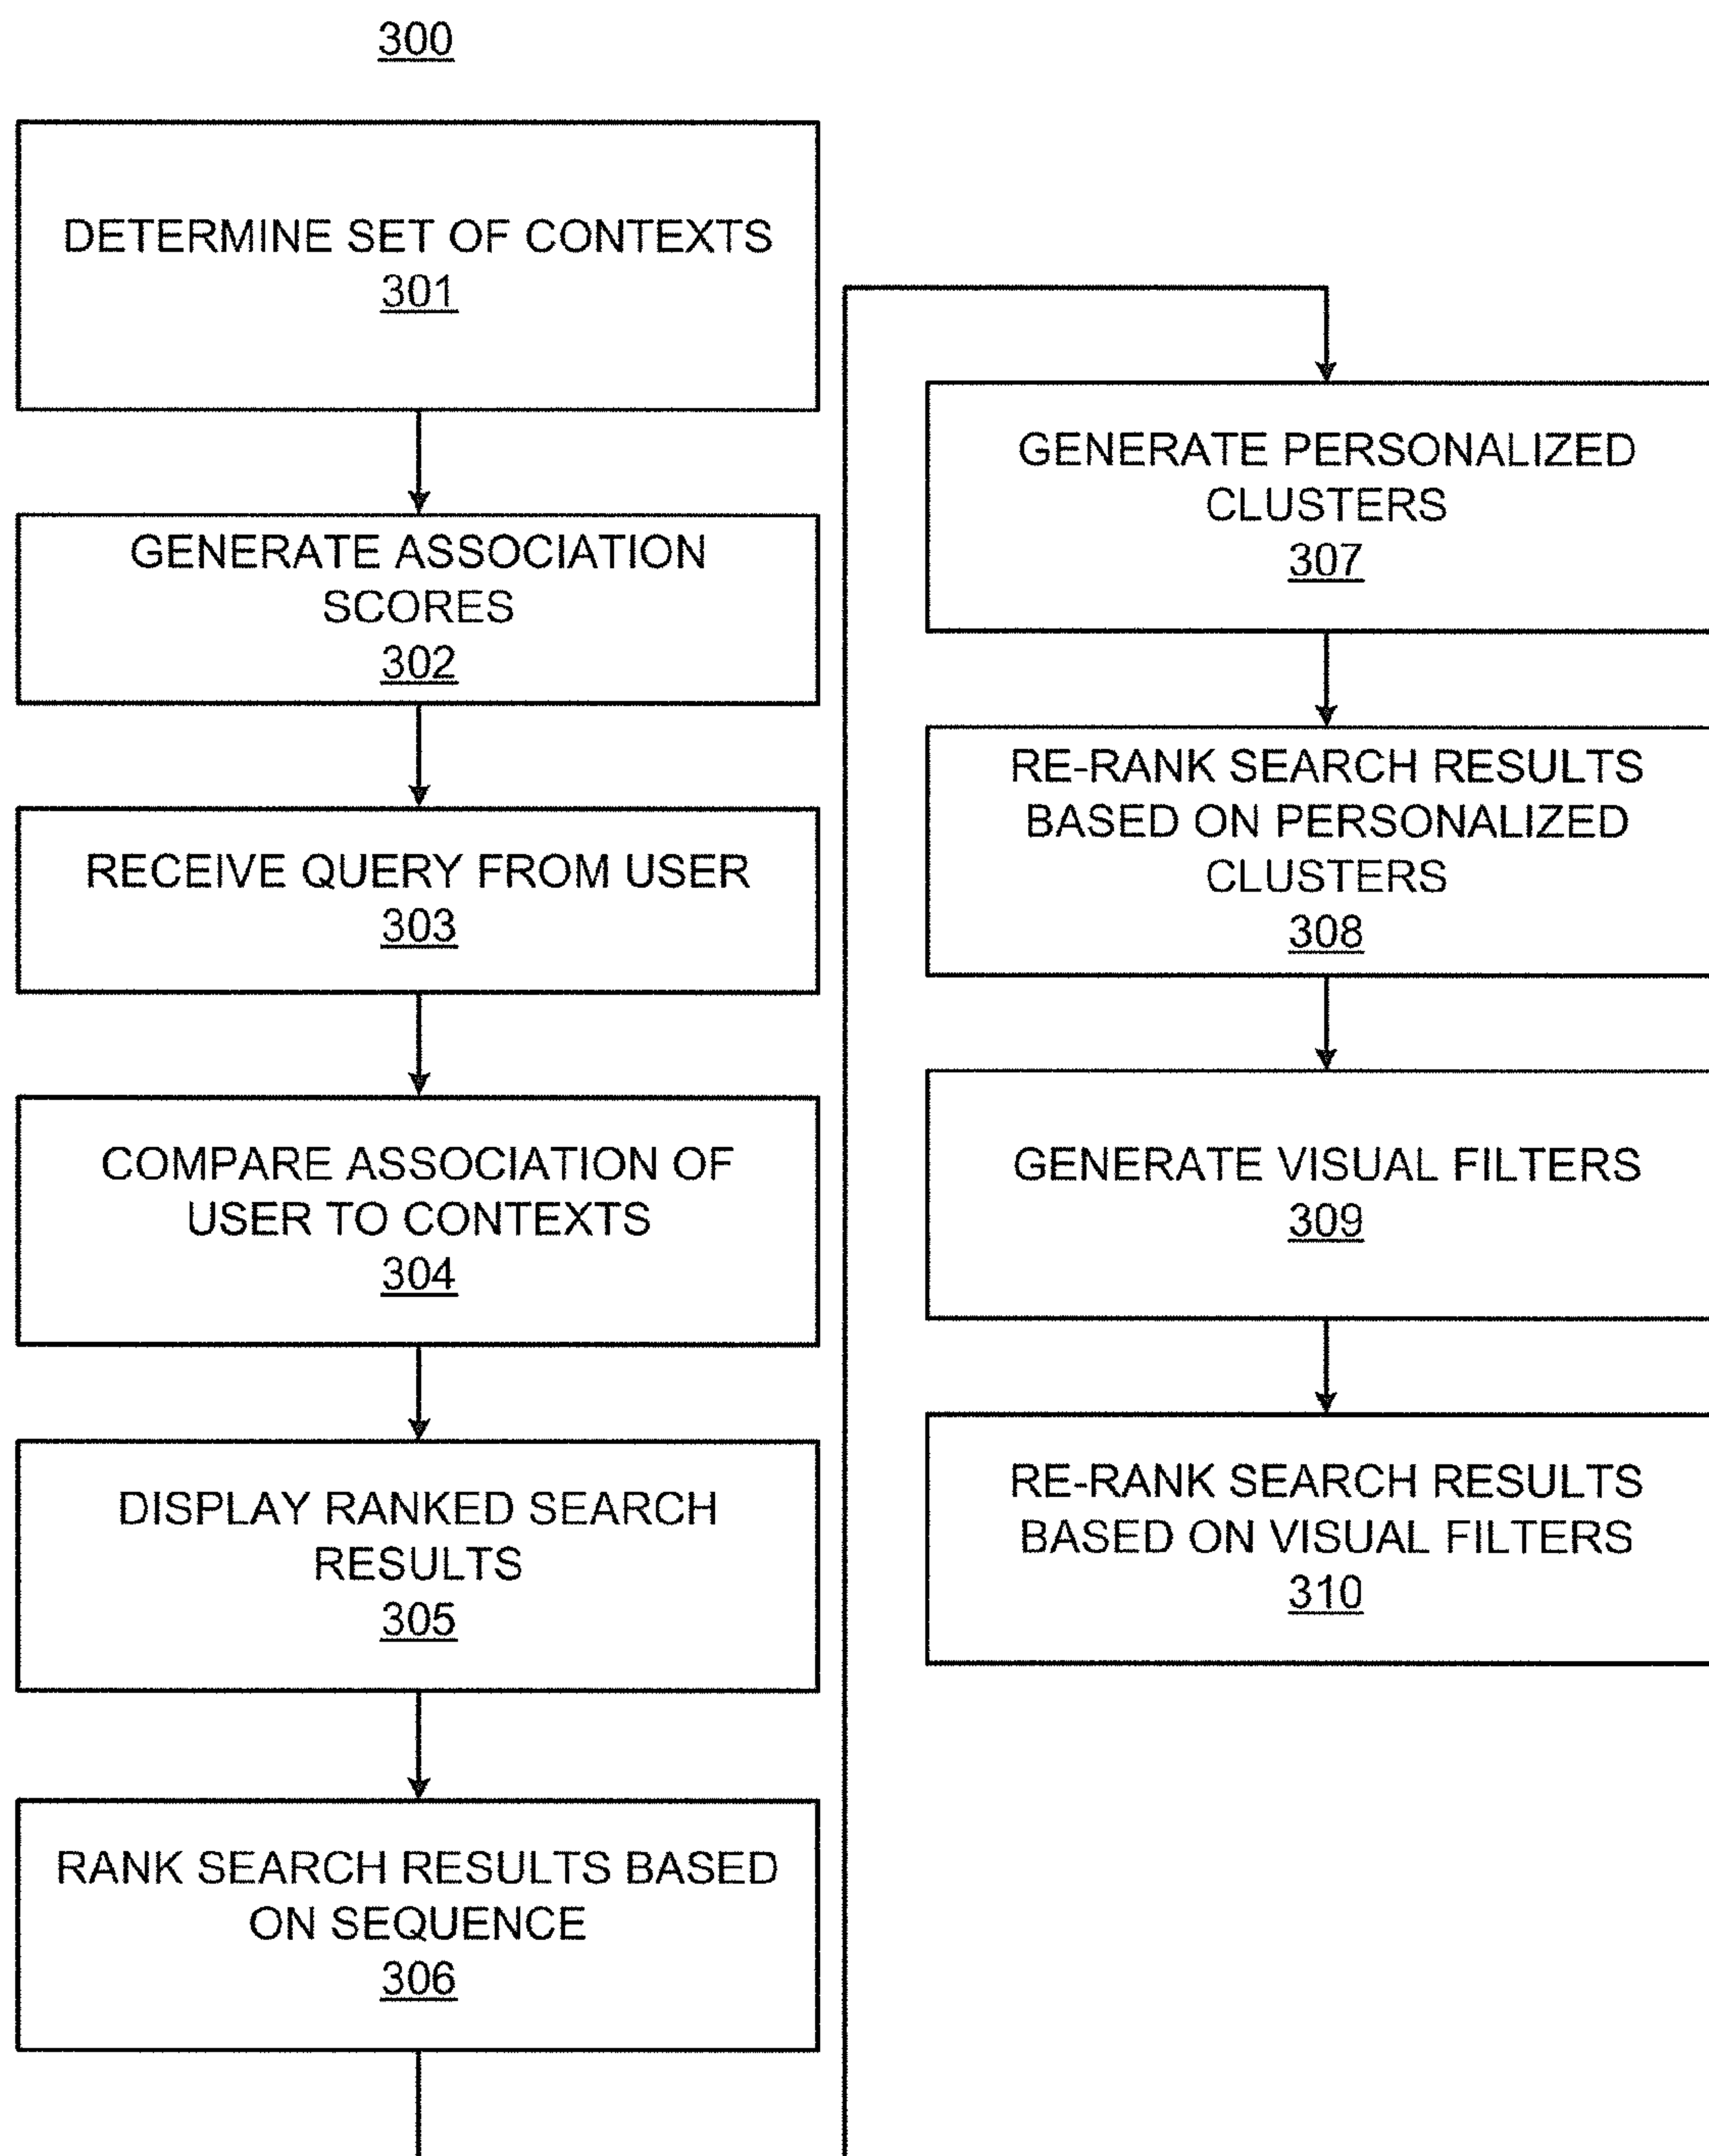 300
DETERMINE SET OF CONTEXTS
301
GENERATE ASSOCIATION
SCORES
302
RECEIVE QUERY FROM USER
303
COMPARE ASSOCIATION OF
USER TO CONTEXTS
304
DISPLAY RANKED SEARCH
RESULTS
305
RANK SEARCH RESULTS BASED
ON SEQUENCE
306
GENERATE PERSONALIZED
CLUSTERS
307
RE-RANK SEARCH RESULTS
BASED ON PERSONALIZED
CLUSTERS
308
GENERATE VISUAL FILTERS
309
RE-RANK SEARCH RESULTS
BASED ON VISUAL FILTERS
310